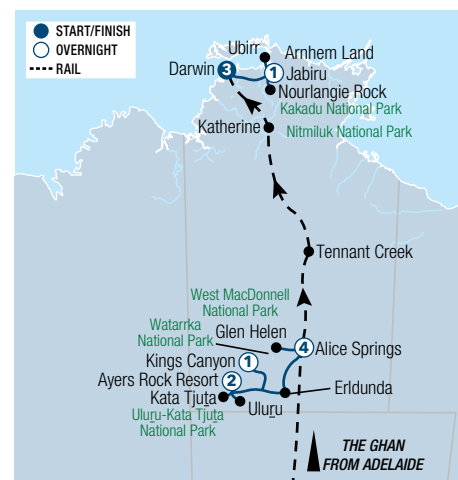 START/FINISH
OVERNIGHT
RAIL
Ubirr
Arnhem Land
Darwin
3
1
Jabiru
Nourlangie Rock
Kakadu National Park
Katherine
Nitmiluk National Park
Tennant Creek
West MacDonnell
National Park
Watarrka
National Park
Glen Helen
4
Alice Springs
Kings Canyon
1
Ayers Rock Resort
2
Kata Tjuṯa
Erldunda
Uluṟu
Uluṟu-Kata Tjuṯa
National Park
THE GHAN
FROM ADELAIDE